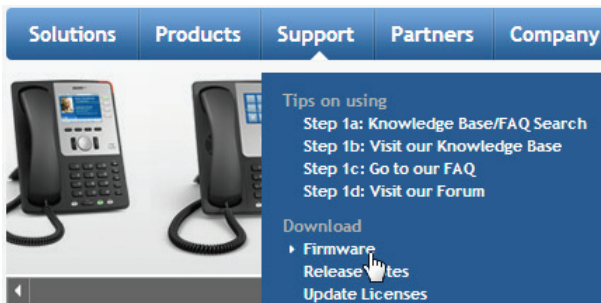 Solutions Products Support Partners Company
Tips on using
Step 1a: Knowledge Base/FAQ Search
Step 1b: Visit our Knowledge Base
Step 1c: Go to our FAQ
Step 1d: Visit our Forum
Download
Firmware
Release Notes
Update Licenses